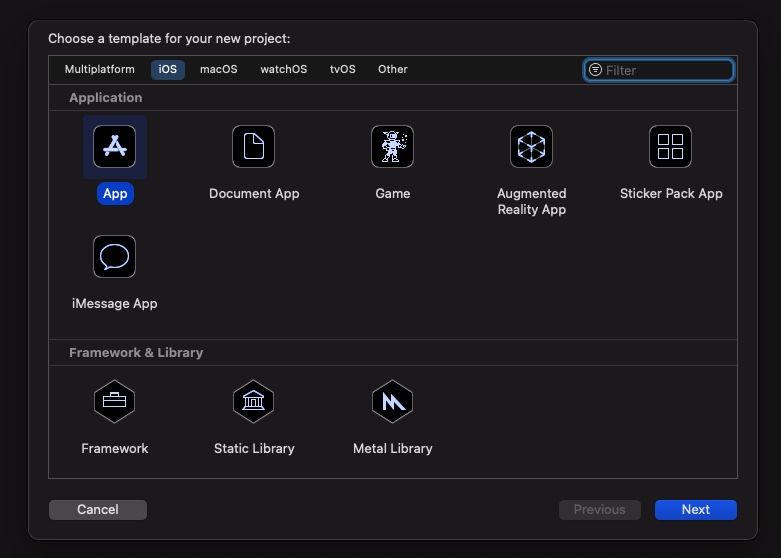 Choose a template for your new project:
Multiplatform iOS macOS watchOS tvOS Other Filter
Application
App Document App Game Augmented Reality App Sticker Pack App
iMessage App
Framework & Library
Framework Static Library Metal Library
Cancel Previous Next